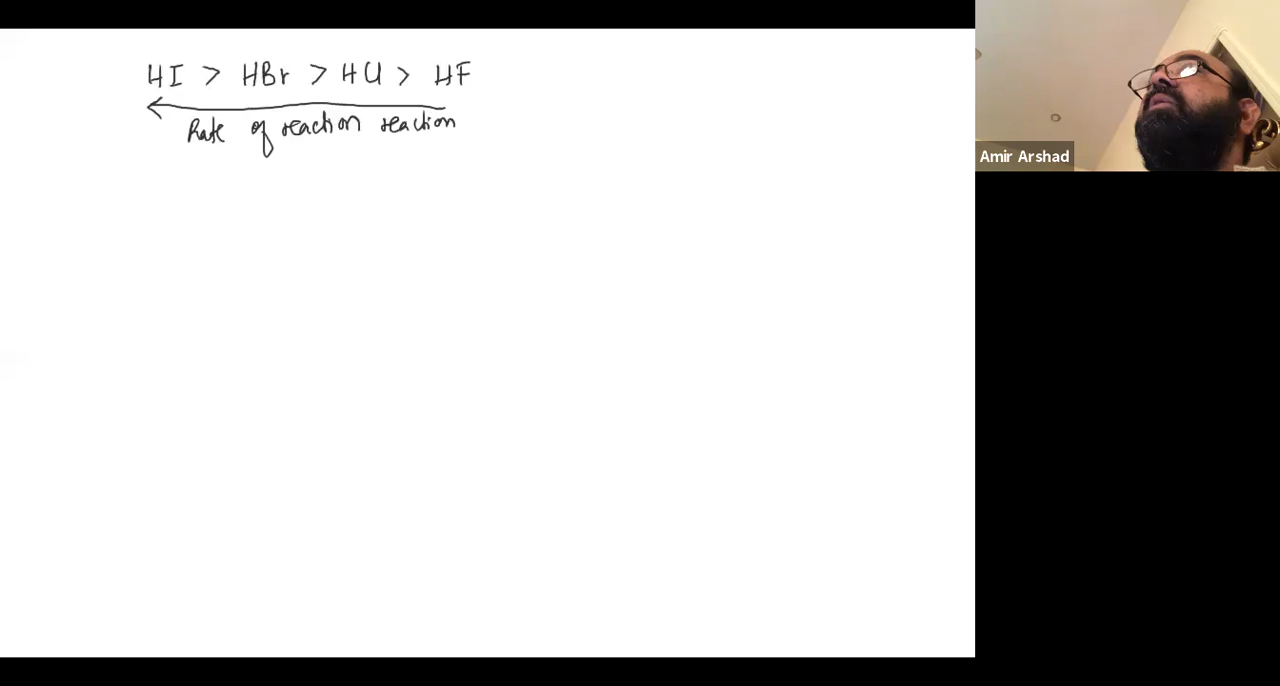 HI > HBr > HCl > HF
Rate of reaction reaction
Amir Arshad